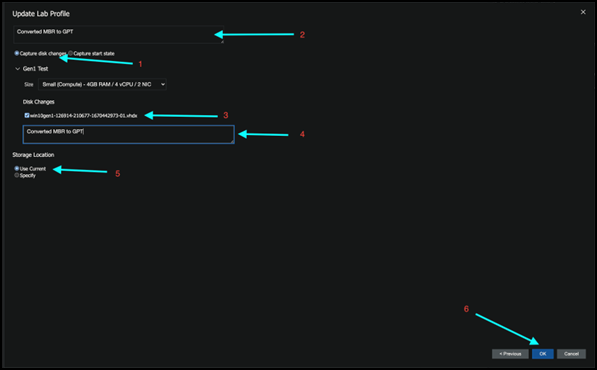 Update Lab Profile
Converted MBR to GPT
2
Capture disk changes Capture start state
1
Gen1 Test
Size Small (Compute) - 4GB RAM / 4 vCPU / 2 NIC
Disk Changes
win10gen1-126914-210677-1670442973-01.vhdx
3
Converted MBR to GPT
4
Storage Location
Use Current
5
Specify
6
< Previous OK Cancel